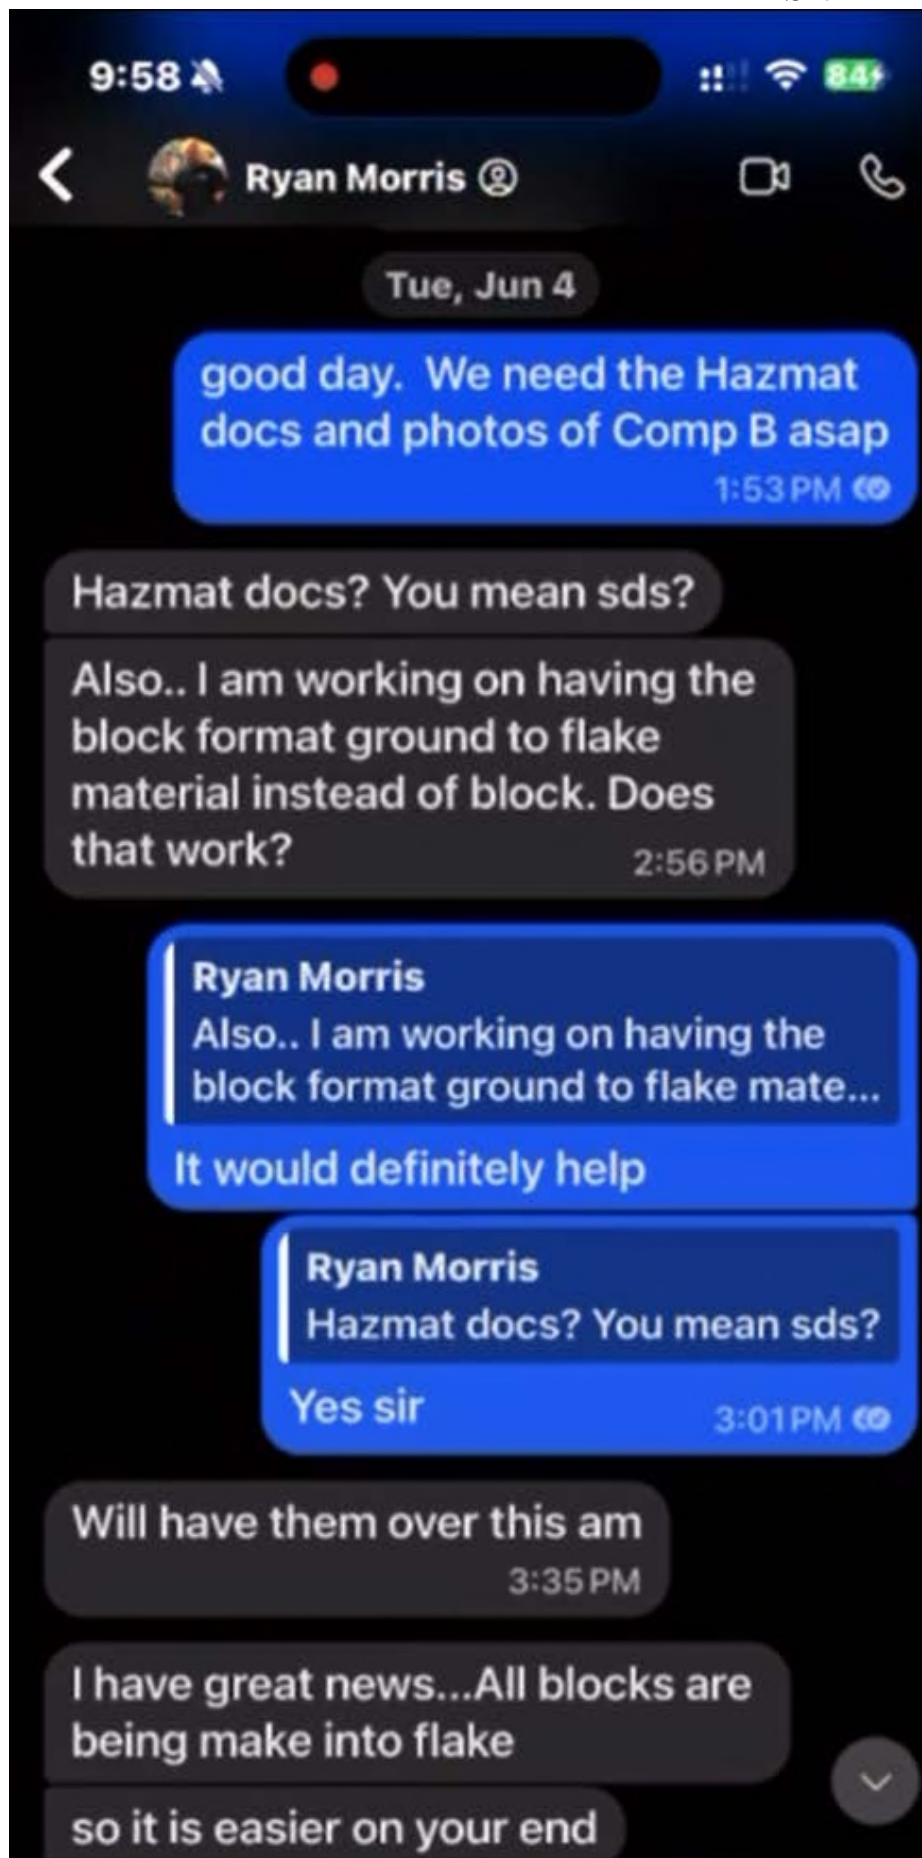 9:58
84
Ryan Morris
Tue, Jun 4
good day.  We need the Hazmat
docs and photos of Comp B asap
1:53 PM
Hazmat docs? You mean sds?
Also.. I am working on having the
block format ground to flake
material instead of block. Does
that work?
2:56 PM
Ryan Morris
Also.. I am working on having the
block format ground to flake mate...
It would definitely help
Ryan Morris
Hazmat docs? You mean sds?
Yes sir
3:01 PM
Will have them over this am
3:35 PM
I have great news...All blocks are
being make into flake
so it is easier on your end